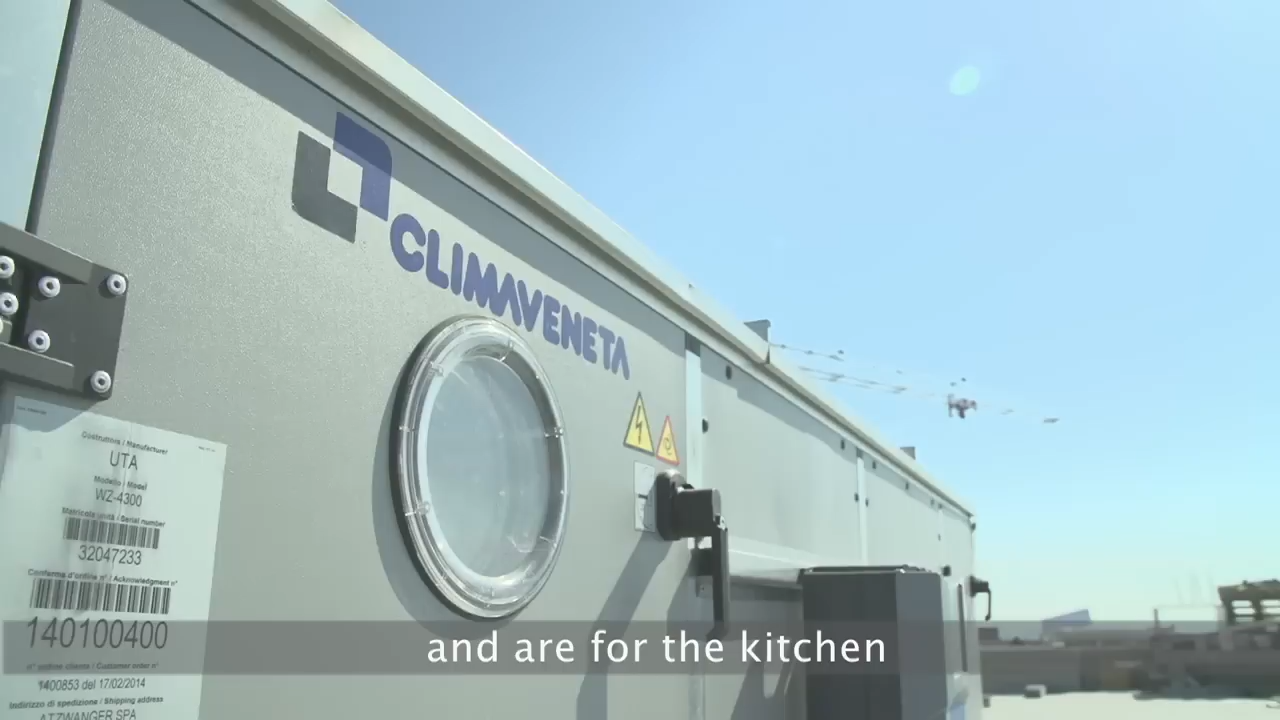 CLIMAVENETA
Costruttore / Manufacturer
UTA
Modello / Model
WZ-4300
Matricola unità / Serial number
32047233
Conferma d'ordine n° / Acknowledgment n°
140100400
n° ordine cliente / Customer order n°
1400853 del 17/02/2014
Indirizzo di spedizione / Shipping address
ATZWANGER SPA
and are for the kitchen